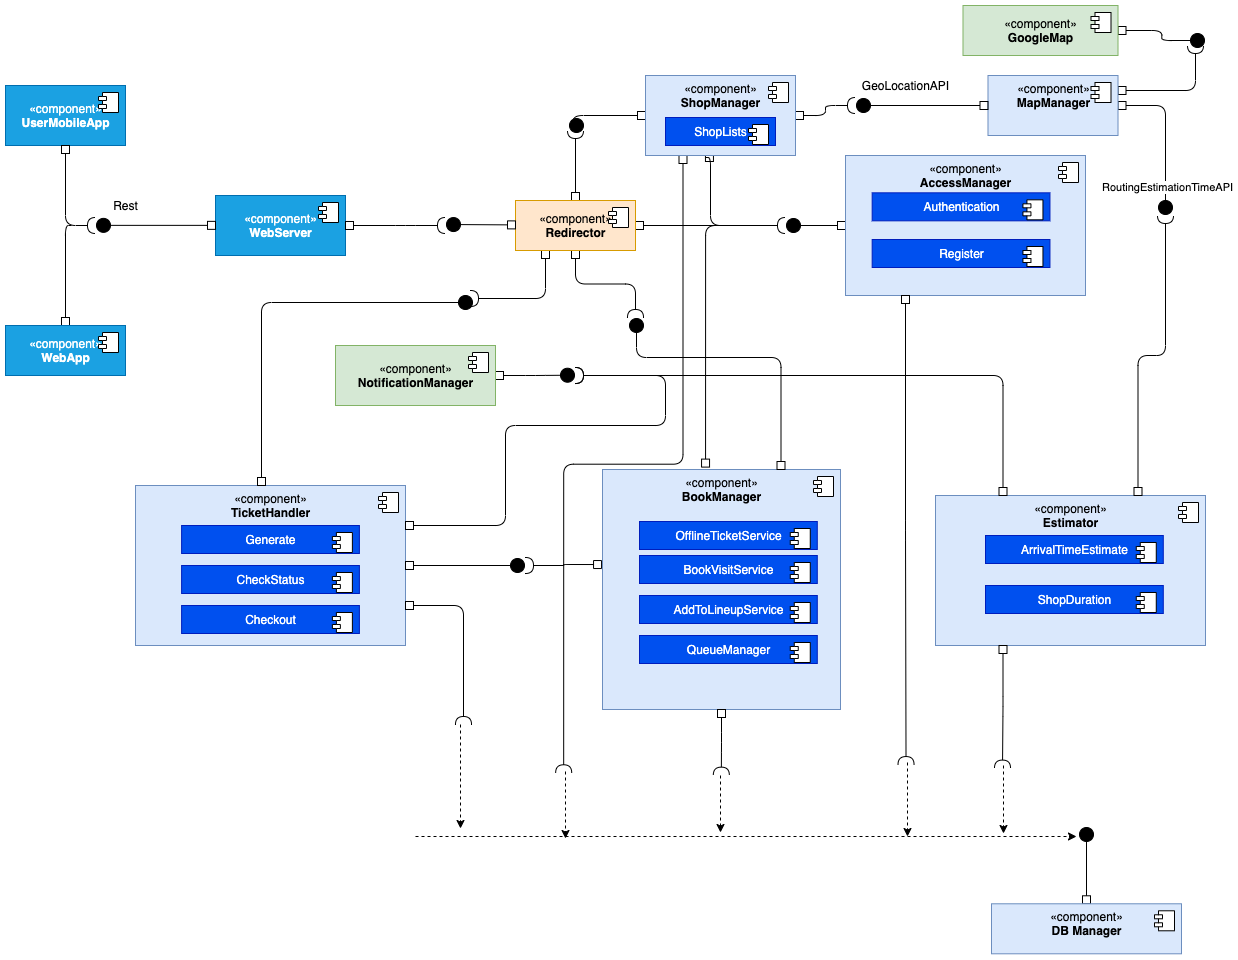 «component»
GoogleMap
«component»
UserMobileApp
«component»
ShopManager
ShopLists
GeoLocationAPI
«component»
MapManager
Rest
«component»
WebServer
«component»
Redirector
«component»
AccessManager
Authentication
Register
RoutingEstimationTimeAPI
«component»
WebApp
«component»
NotificationManager
«component»
TicketHandler
Generate
CheckStatus
Checkout
«component»
BookManager
OfflineTicketService
BookVisitService
AddToLineupService
QueueManager
«component»
Estimator
ArrivalTimeEstimate
ShopDuration
«component»
DB Manager